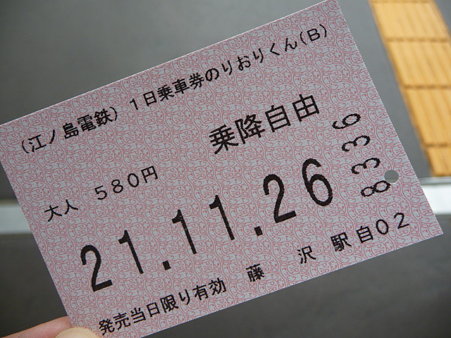 (江ノ島電鉄)1日乗車券のりおりくん(B)
乗降自由
大人 580円
8336
21.11.26
発売当日限り有効 藤沢駅自02